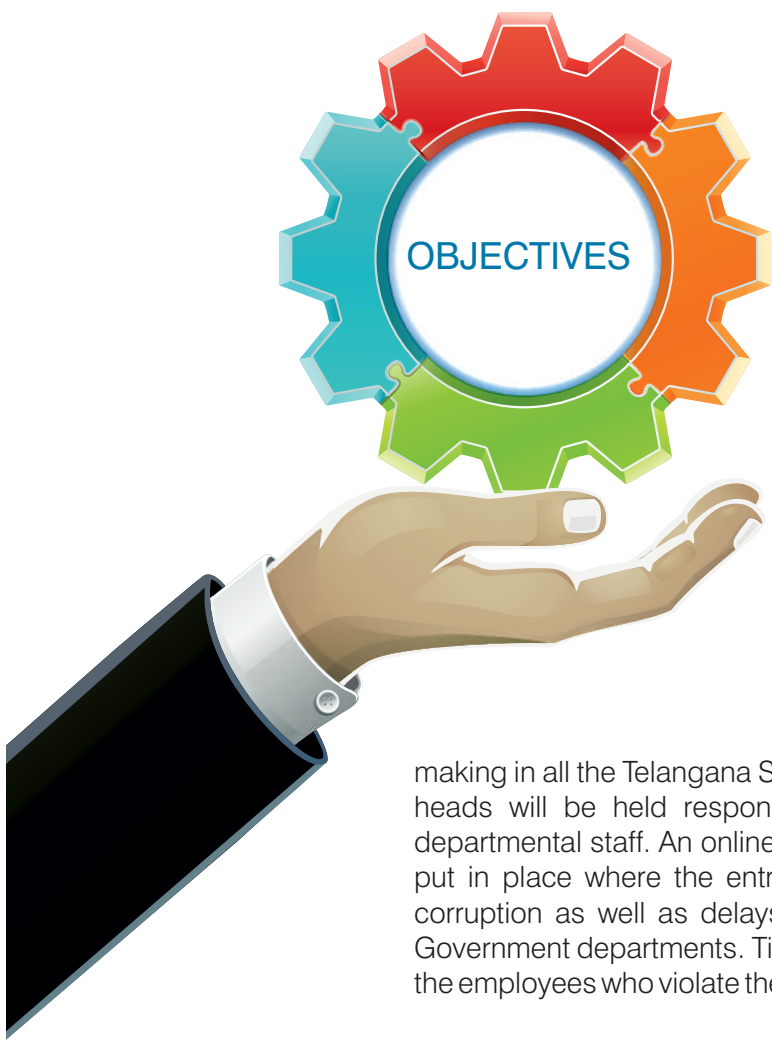 OBJECTIVES
making in all the Telangana S
heads will be held respon
departmental staff. An online
put in place where the entr
corruption as well as delays
Government departments. Ti
the employees who violate the